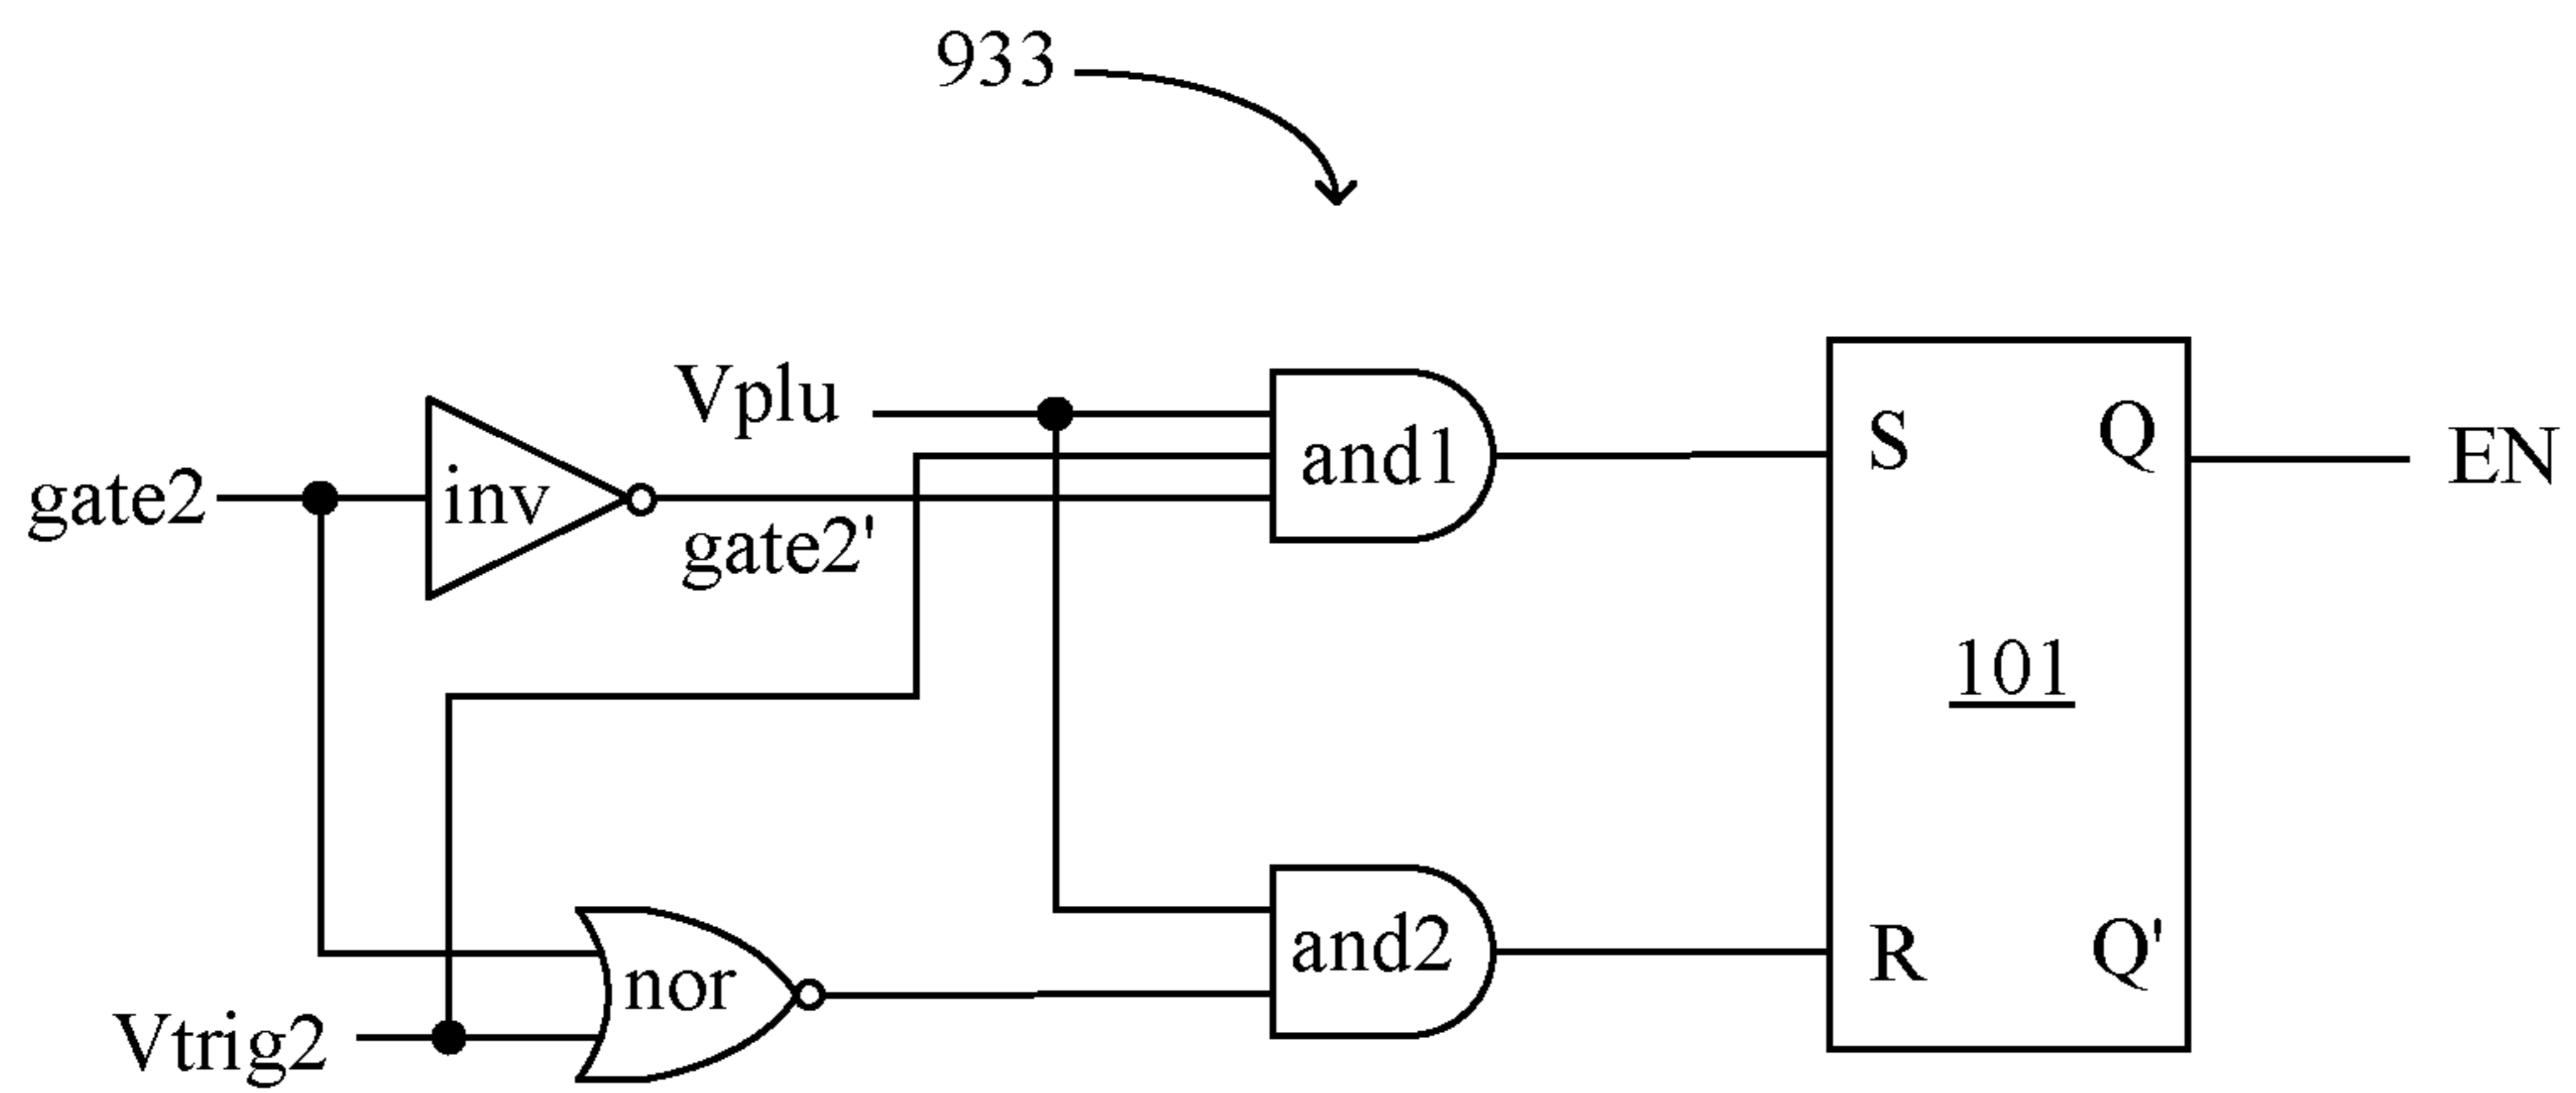 933
Vplu
and1
S
Q
EN
gate2
inv
gate2'
101
nor
and2
R
Q'
Vtrig2